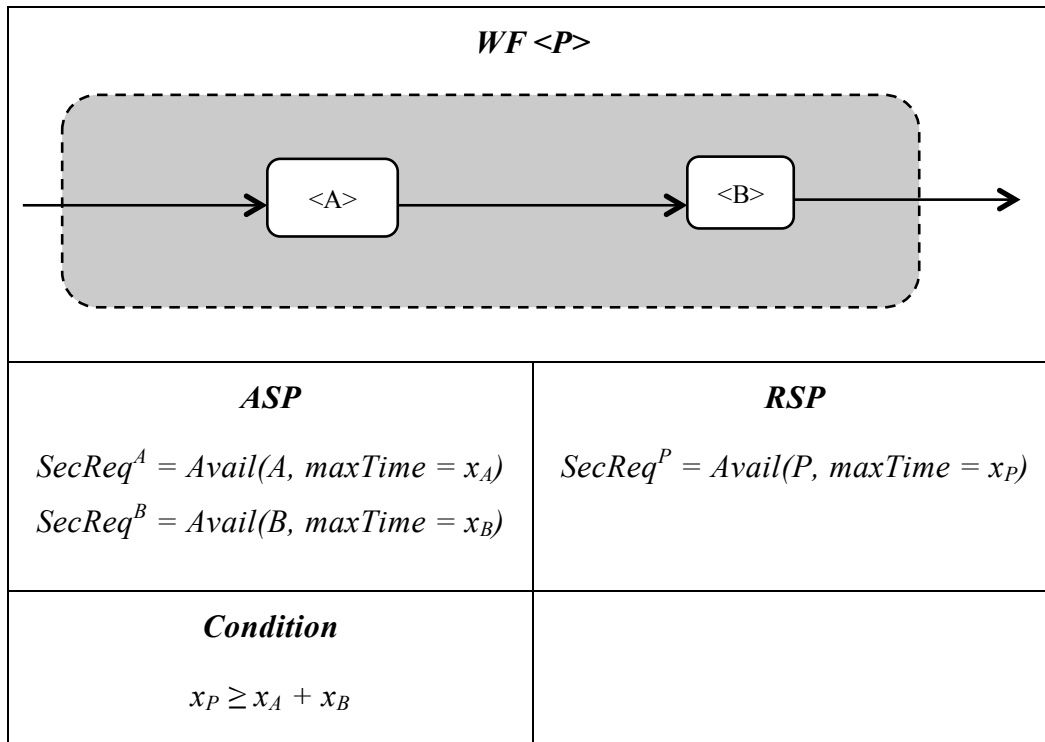 WF <P>
<A>
<B>
ASP
SecReq^A = Avail(A, maxTime = x_A)
SecReq^B = Avail(B, maxTime = x_B)
RSP
SecReq^P = Avail(P, maxTime = x_P)
Condition
x_P ≥ x_A + x_B